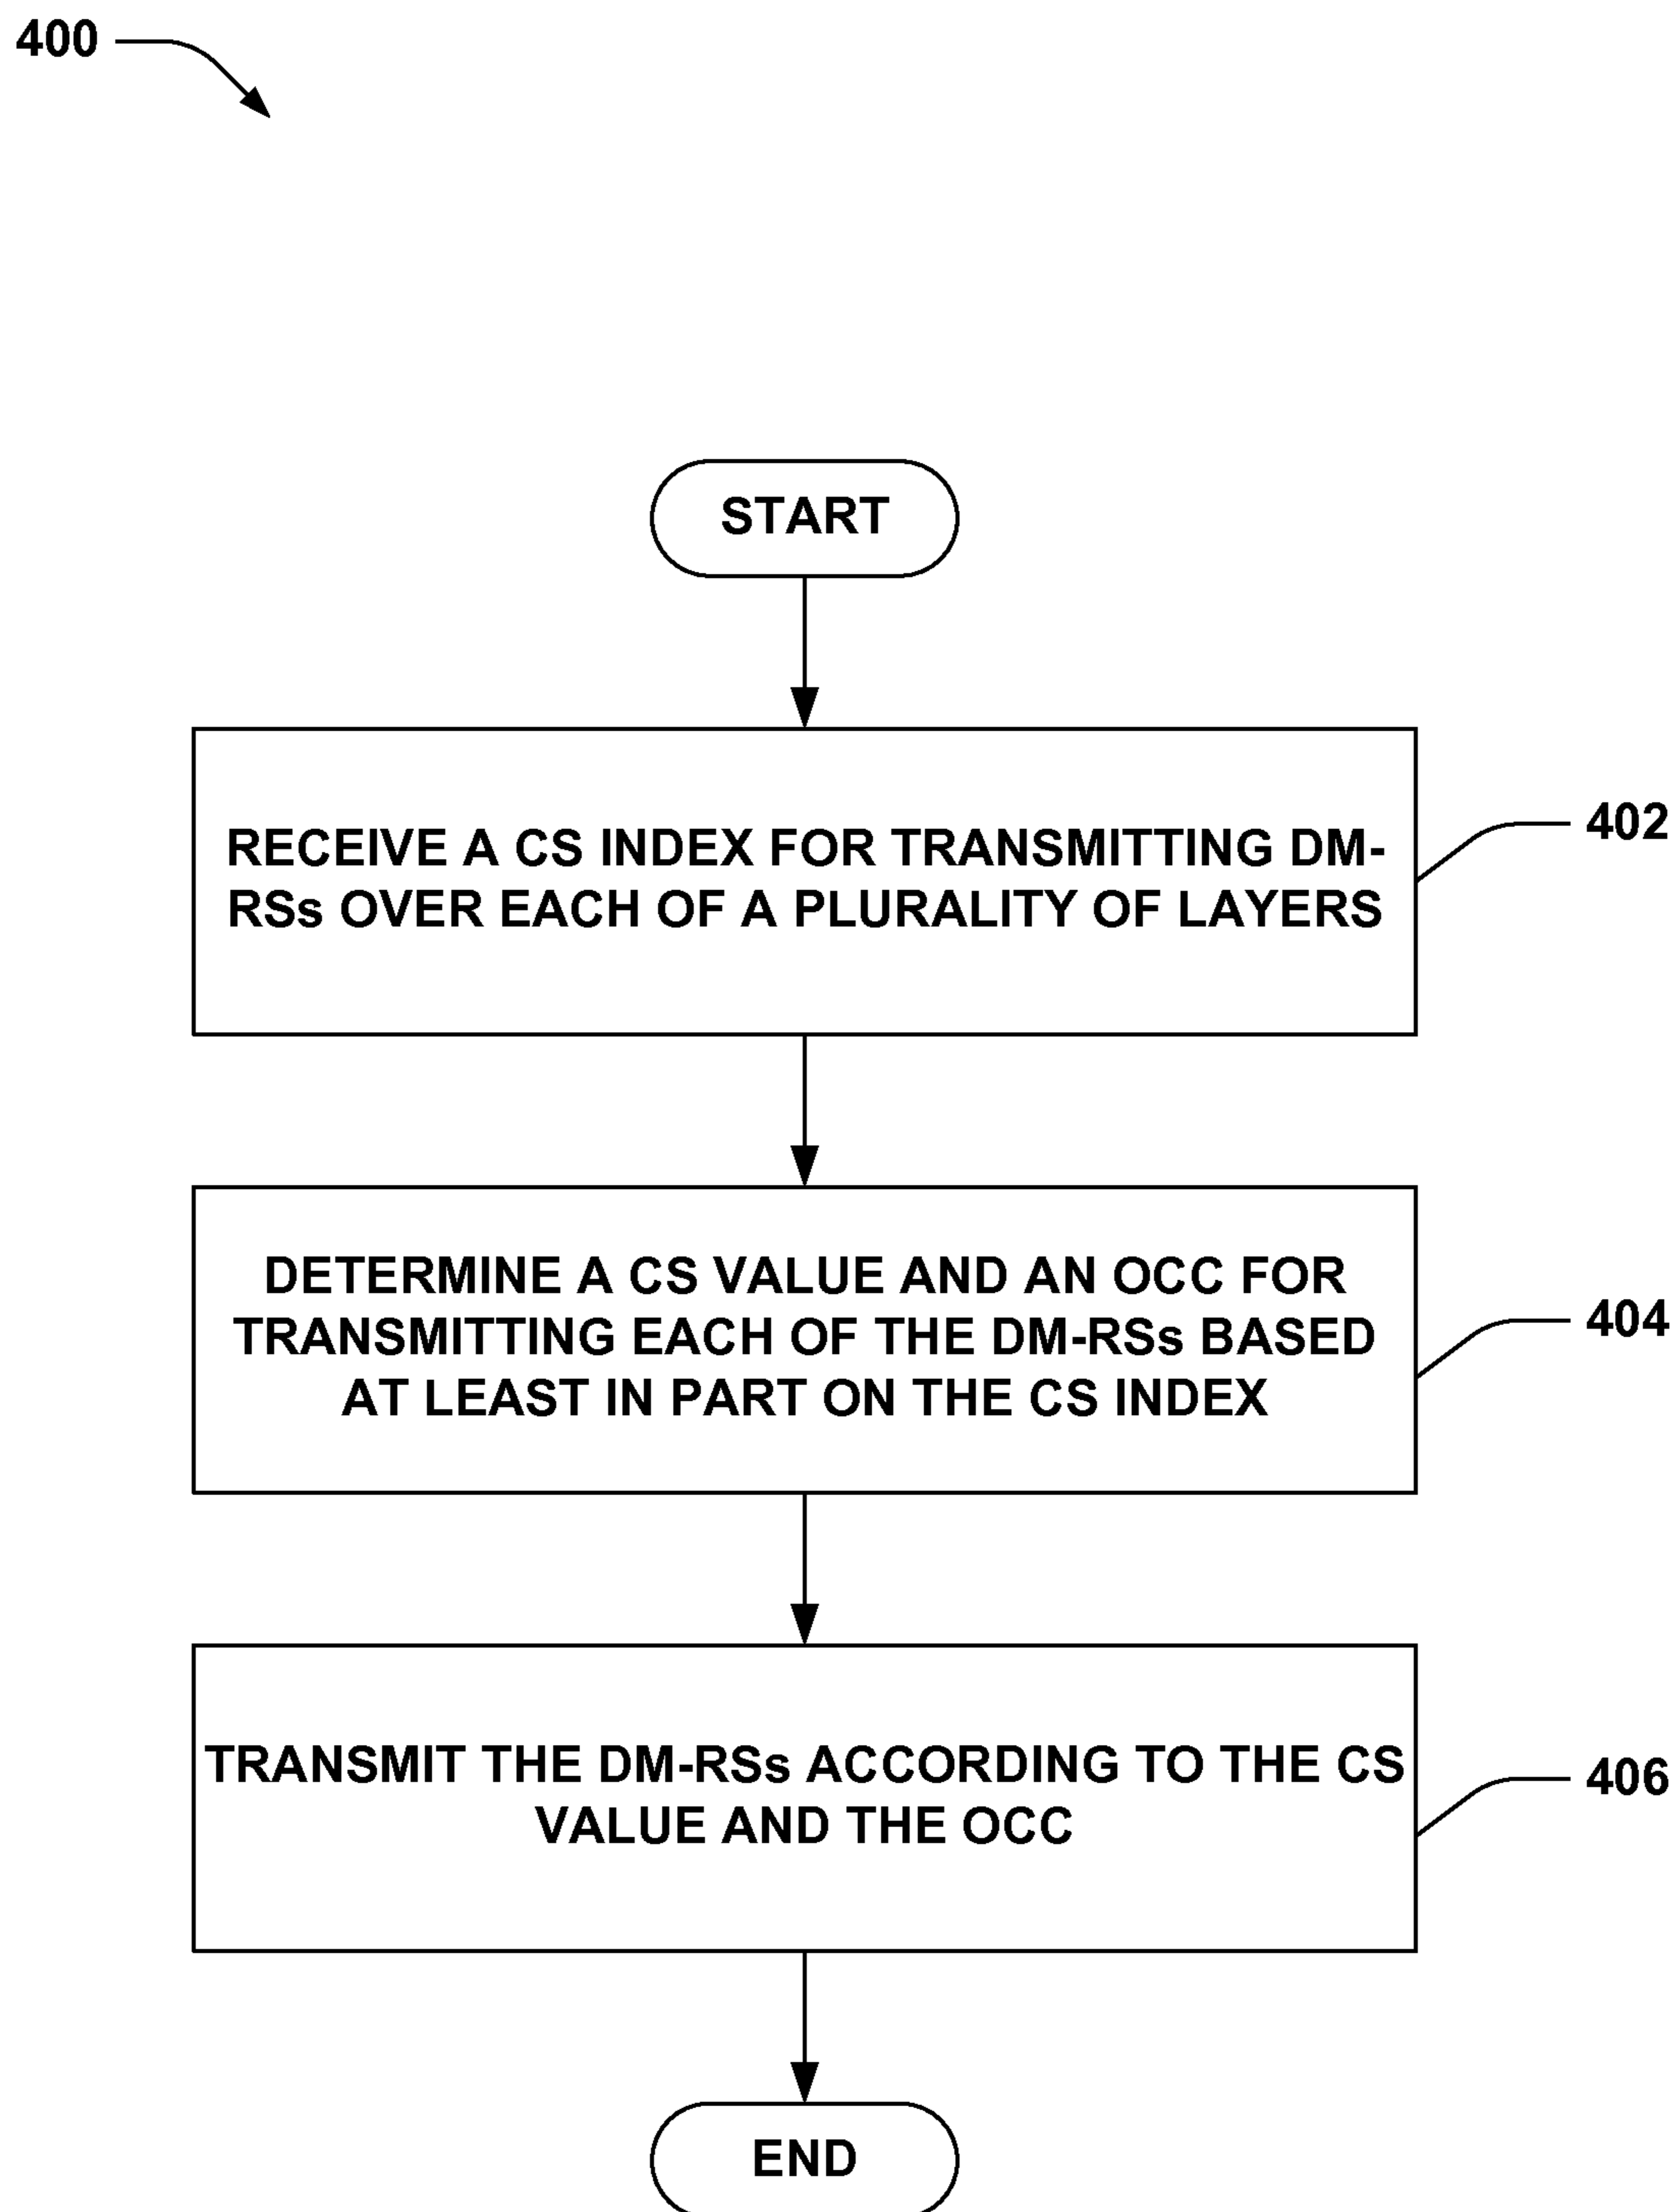 400
START
RECEIVE A CS INDEX FOR TRANSMITTING DM-
RSs OVER EACH OF A PLURALITY OF LAYERS
402
DETERMINE A CS VALUE AND AN OCC FOR
TRANSMITTING EACH OF THE DM-RSs BASED
AT LEAST IN PART ON THE CS INDEX
404
TRANSMIT THE DM-RSs ACCORDING TO THE CS
VALUE AND THE OCC
406
END